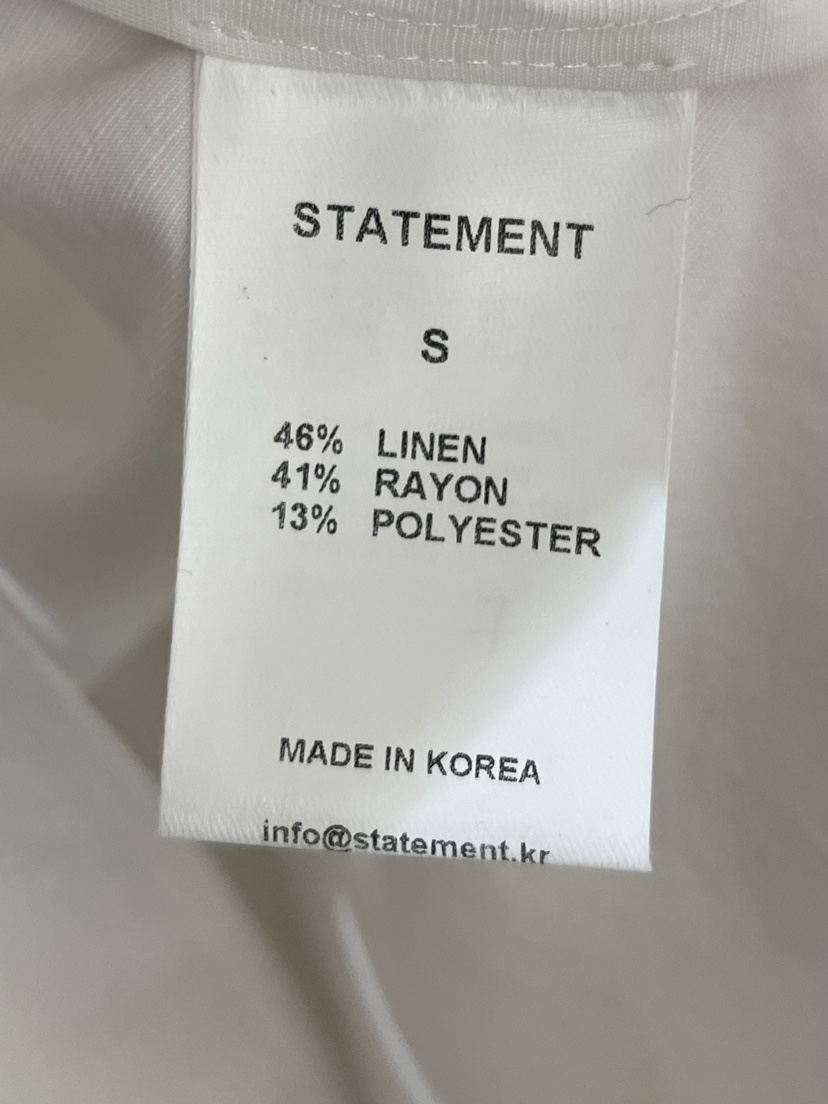 STATEMENT
S
46% LINEN
41% RAYON
13% POLYESTER
MADE IN KOREA
info@statement.kr